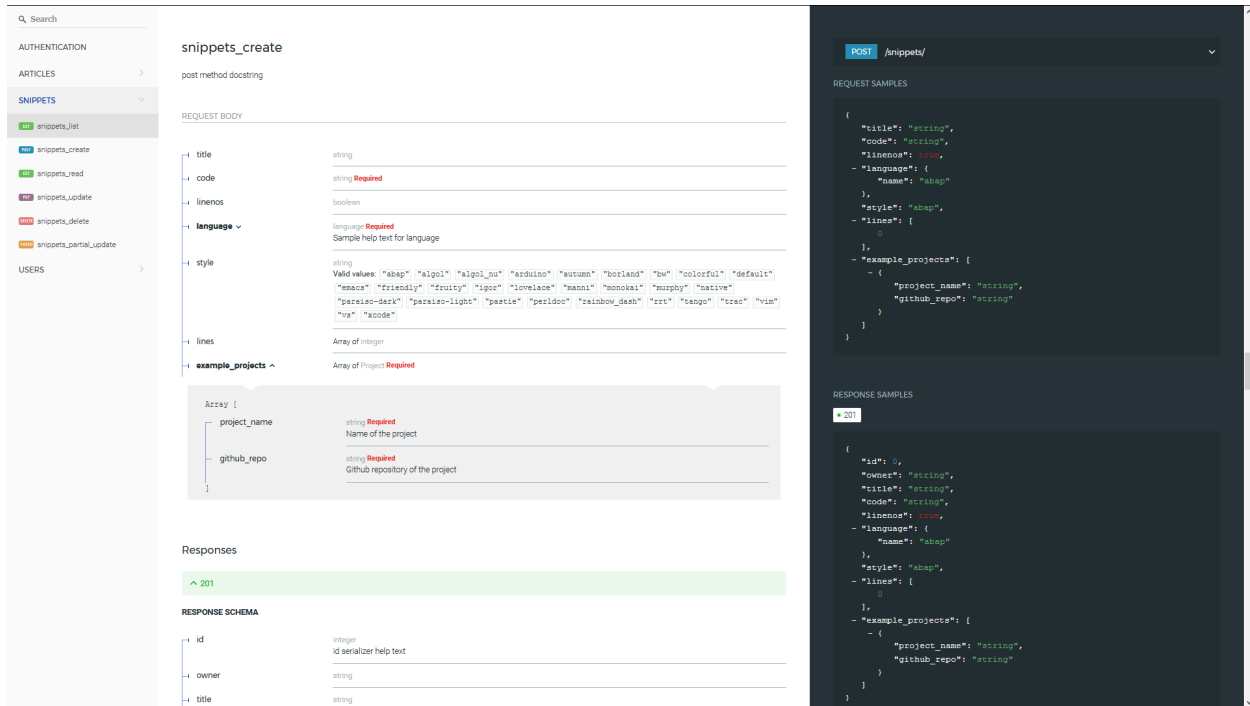 Search
AUTHENTICATION
ARTICLES
SNIPPETS
GET snippets_list
POST snippets_create
GET snippets_read
PUT snippets_update
DELETE snippets_delete
PATCH snippets_partial_update
USERS
snippets_create
post method docstring
REQUEST BODY
title string
code string Required
linenos boolean
language language Required
Sample help text for language
style string
Valid values: "abap" "algol" "algol_nu" "arduino" "autumn" "borland" "bw" "colorful" "default"
"emacs" "friendly" "fruity" "igor" "lovelace" "manni" "monokai" "murphy" "native"
"paraiso-dark" "paraiso-light" "pastie" "perldoc" "rainbow_dash" "rrt" "tango" "trac" "vim"
"vs" "xcode"
lines Array of integer
example_projects Array of Project Required
Array [
project_name string Required
Name of the project
github_repo string Required
Github repository of the project
]
Responses
201
RESPONSE SCHEMA
id integer
id serializer help text
owner string
title string
POST /snippets/
REQUEST SAMPLES
{
"title": "string",
"code": "string",
"linenos": true,
- "language": {
"name": "abap"
},
"style": "abap",
- "lines": [
0
],
- "example_projects": [
- {
"project_name": "string",
"github_repo": "string"
}
]
}
RESPONSE SAMPLES
201
{
"id": 0,
"owner": "string",
"title": "string",
"code": "string",
"linenos": true,
- "language": {
"name": "abap"
},
"style": "abap",
- "lines": [
0
],
- "example_projects": [
- {
"project_name": "string",
"github_repo": "string"
}
]
}